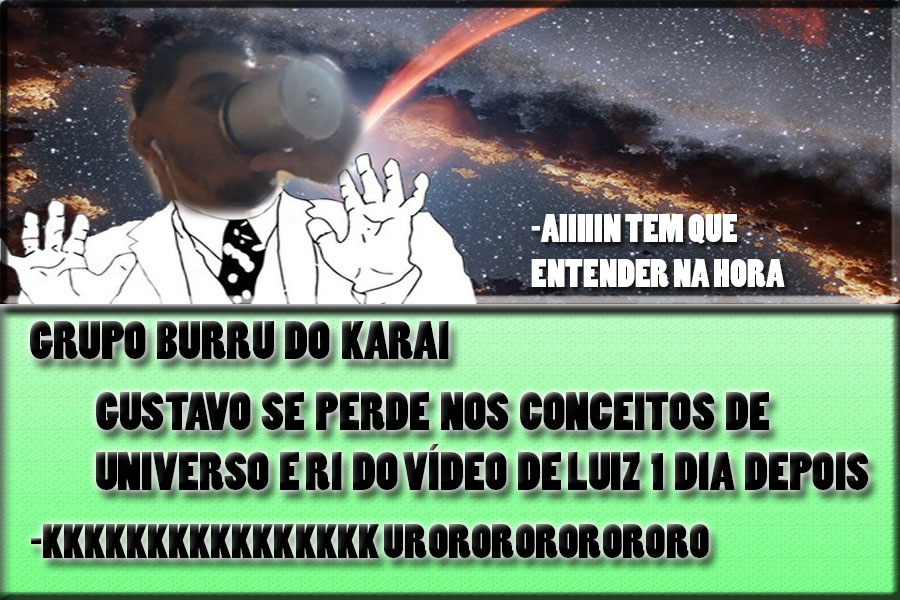 -AIIIIIN TEM QUE
ENTENDER NA HORA
GRUPO BURRU DO KARAI
GUSTAVO SE PERDE NOS CONCEITOS DE
UNIVERSO E RI DO VÍDEO DE LUIZ 1 DIA DEPOIS
-KKKKKKKKKKKKKKKK URORORORORORORO